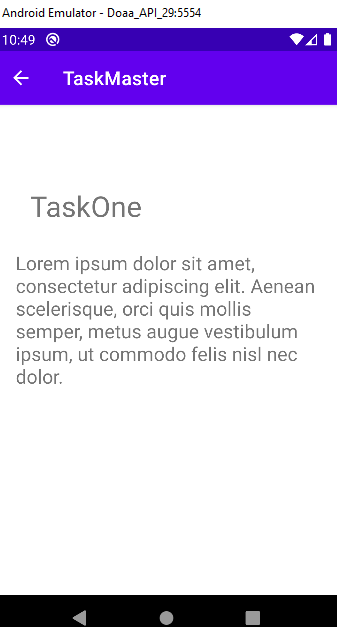 Android Emulator - Doaa_API_29:5554
10:49
TaskMaster
TaskOne
Lorem ipsum dolor sit amet,
consectetur adipiscing elit. Aenean
scelerisque, orci quis mollis
semper, metus augue vestibulum
ipsum, ut commodo felis nisl nec
dolor.